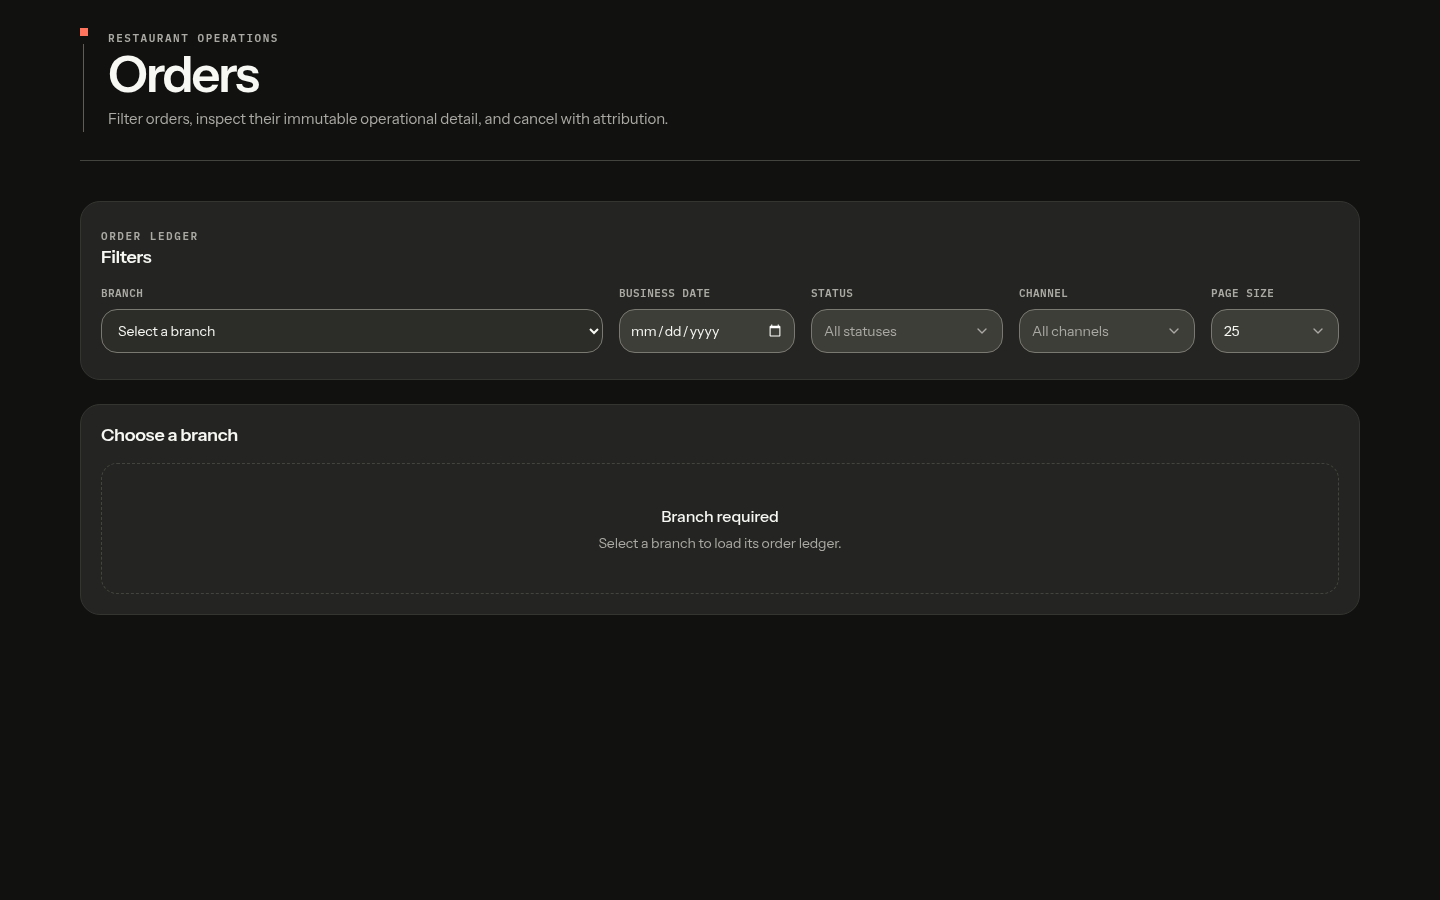 RESTAURANT OPERATIONS
Orders
Filter orders, inspect their immutable operational detail, and cancel with attribution.
ORDER LEDGER
Filters
BRANCH
BUSINESS DATE
STATUS
CHANNEL
PAGE SIZE
Select a branch
mm/dd/yyyy
All statuses
All channels
25
Choose a branch
Branch required
Select a branch to load its order ledger.